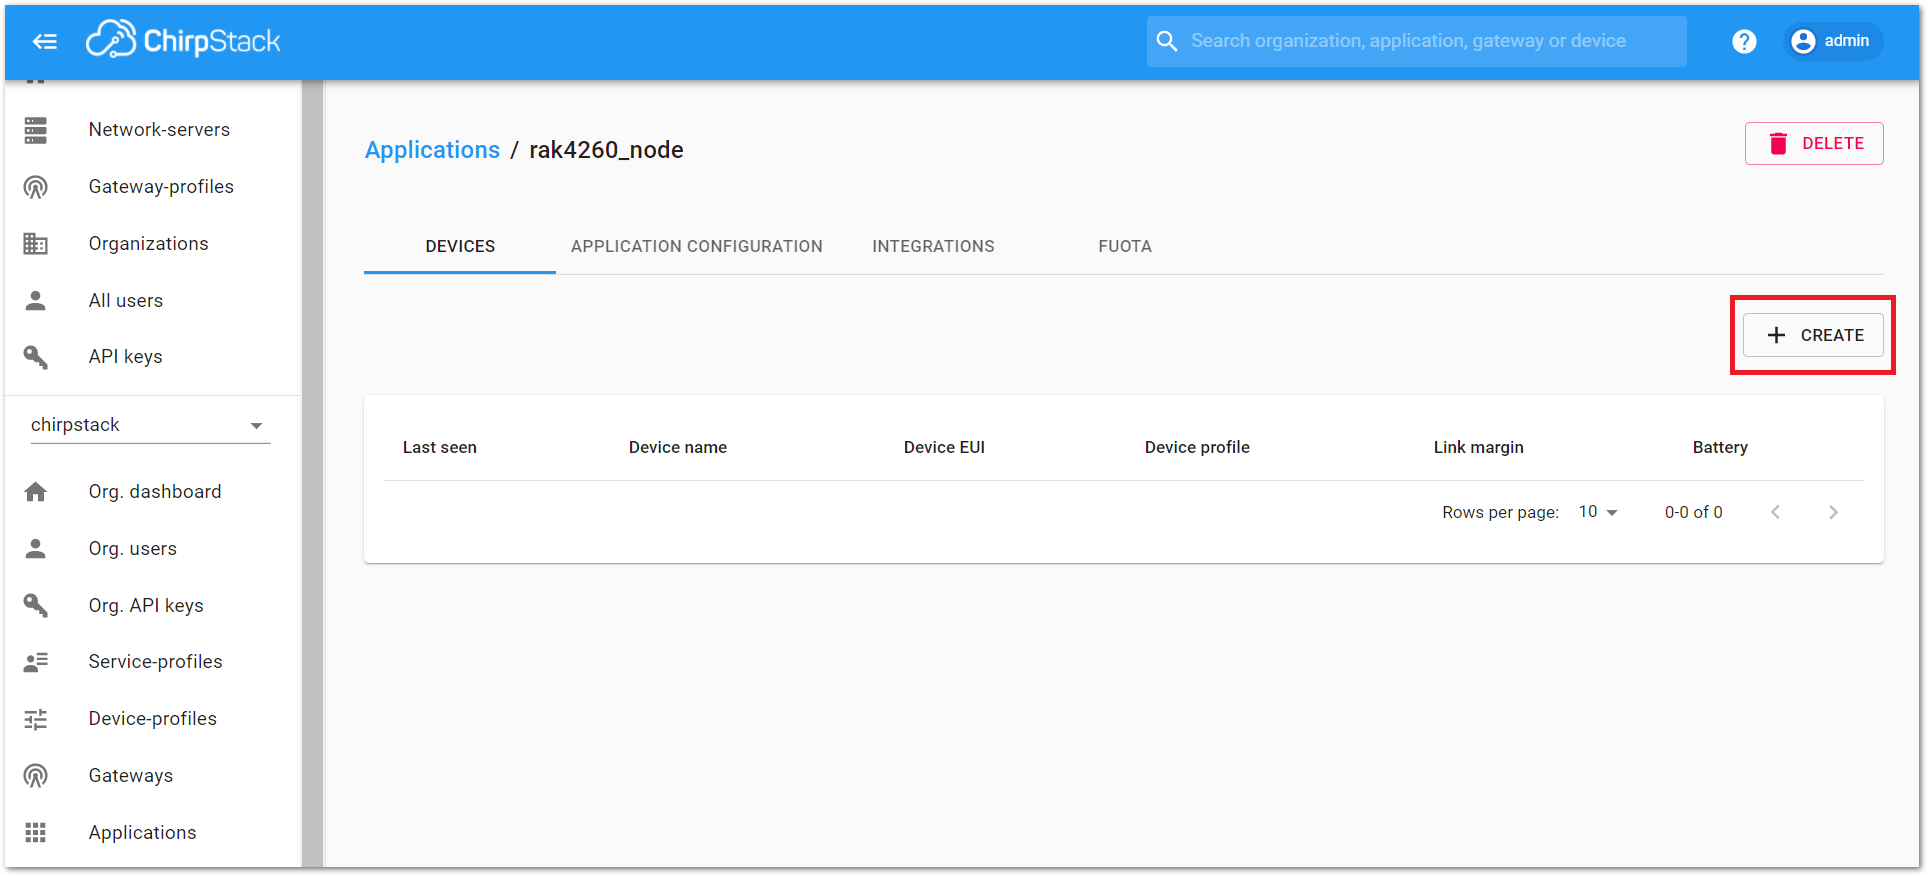 ChirpStack
Search organization, application, gateway or device
?
admin
Network-servers
Gateway-profiles
Organizations
All users
API keys
chirpstack
Org. dashboard
Org. users
Org. API keys
Service-profiles
Device-profiles
Gateways
Applications
Applications / rak4260_node
DELETE
DEVICES APPLICATION CONFIGURATION INTEGRATIONS FUOTA
+ CREATE
Last seen Device name Device EUI Device profile Link margin Battery
Rows per page: 10 0-0 of 0